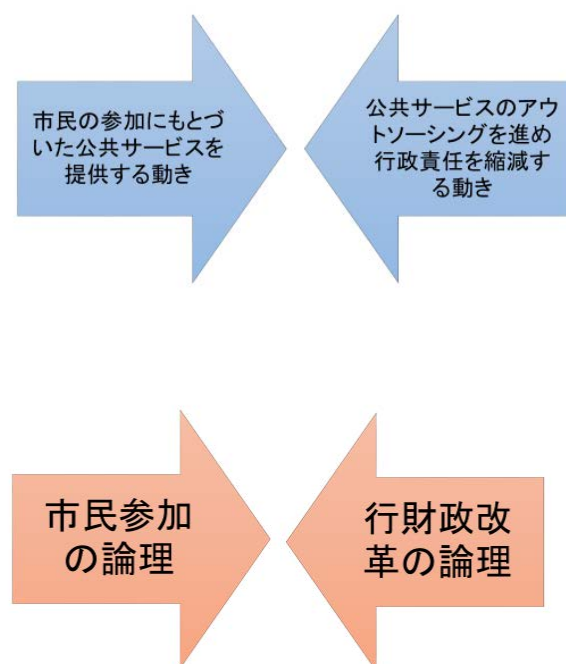 市民の参加にもとづ
いた公共サービスを
提供する動き
公共サービスのアウ
トソーシングを進め
行政責任を縮減す
る動き
市民参加
の論理
行財政改
革の論理